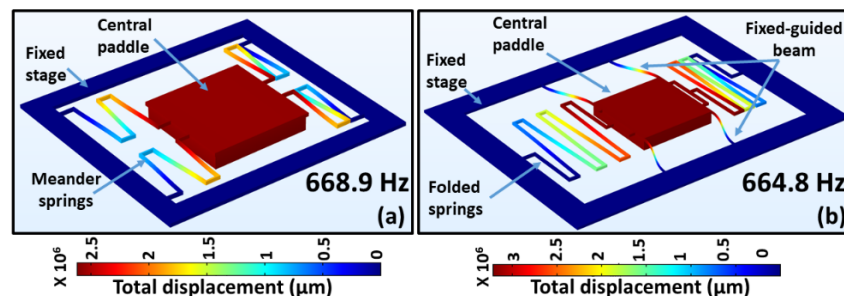 Central
paddle
Fixed
stage
Meander
springs
668.9 Hz
(a)
Central
paddle
Fixed-guided
beam
Fixed
stage
Folded
springs
664.8 Hz
(b)
X 10⁶
2.5
2
1.5
1
0.5
0
Total displacement (μm)
X 10⁶
3
2.5
2
1.5
1
0.5
0
Total displacement (μm)